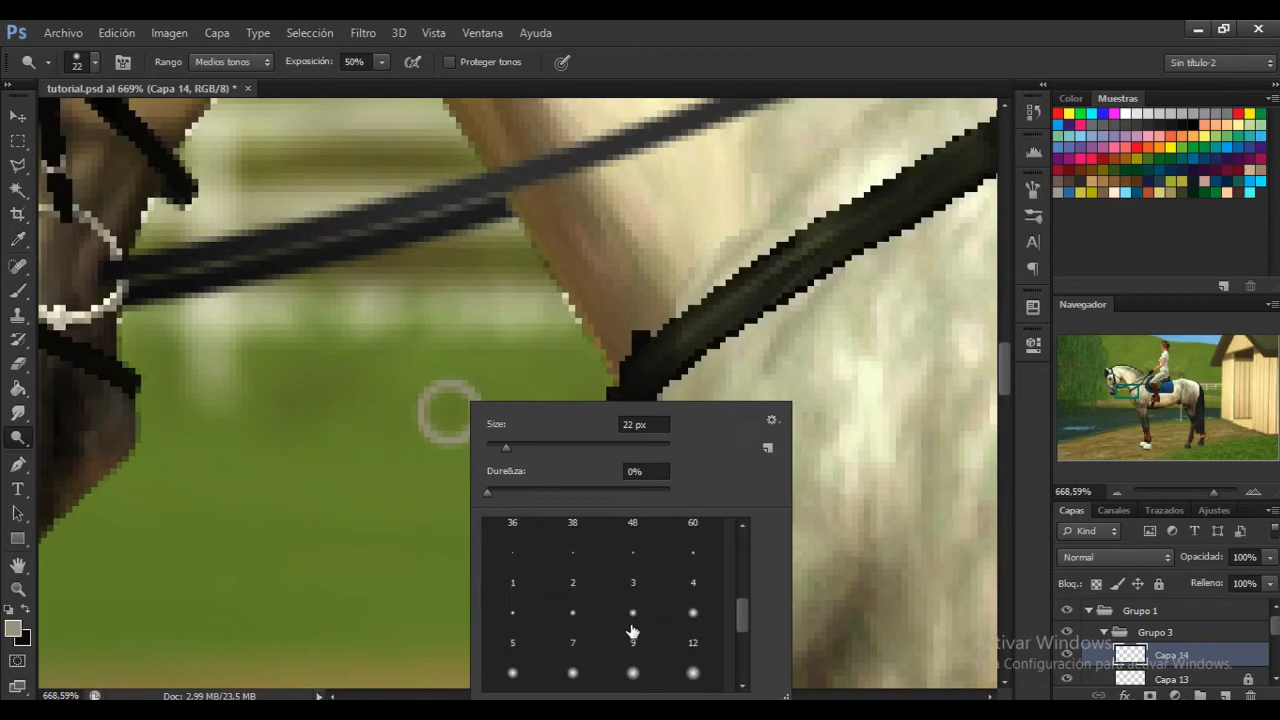 Ps Archivo Edición Imagen Capa Type Selección Filtro 3D Vista Ventana Ayuda
22 Rango Medios tonos Exposición: 50% Proteger tonos Sin título-2
tutorial.psd al 669% (Capa 14, RGB/8) *
Color Muestras
Navegador
668,59%
Capas Canales Trazados Ajustes
Kind
Normal Opacidad: 100%
Bloq.: Relleno: 100%
Grupo 1
Grupo 3
Capa 14
Capa 13
Size: 22 px
Dure&za: 0%
36 38 48 60
1 2 3 4
5 7 9 12
Activar Windows
Ve a Configuración para activar Windows.
668,59% Doc: 2,99 MB/23,5 MB